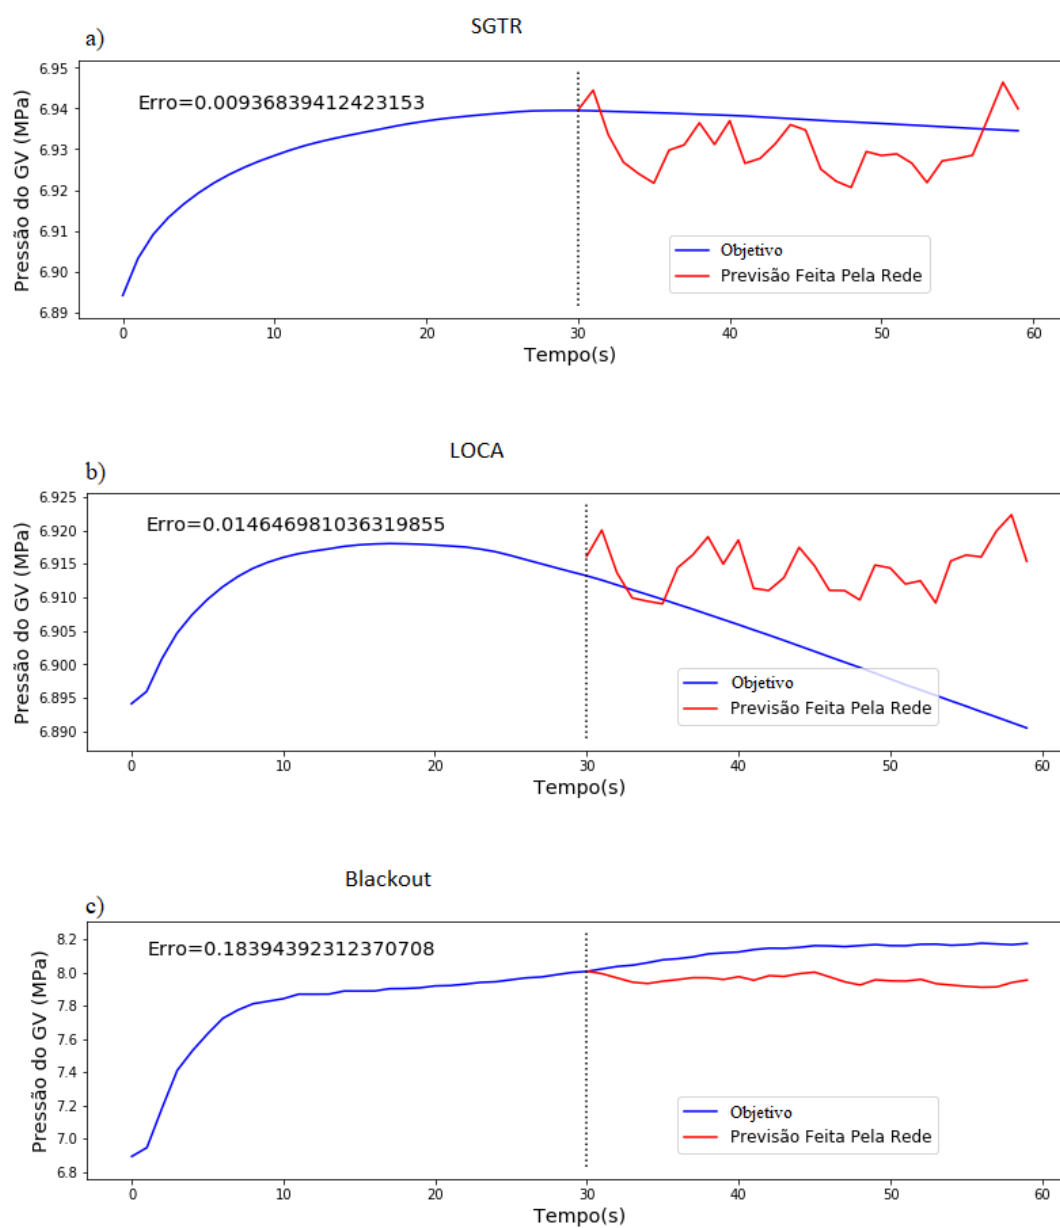 SGTR
a)
Erro=0.00936839412423153
Pressão do GV (MPa)
6.95
6.94
6.93
6.92
6.91
6.90
6.89
Objetivo
Previsão Feita Pela Rede
0 10 20 30 40 50 60
Tempo(s)
LOCA
b)
Erro=0.014646981036319855
Pressão do GV (MPa)
6.925
6.920
6.915
6.910
6.905
6.900
6.895
6.890
Objetivo
Previsão Feita Pela Rede
0 10 20 30 40 50 60
Tempo(s)
Blackout
c)
Erro=0.18394392312370708
Pressão do GV (MPa)
8.2
8.0
7.8
7.6
7.4
7.2
7.0
6.8
Objetivo
Previsão Feita Pela Rede
0 10 20 30 40 50 60
Tempo(s)